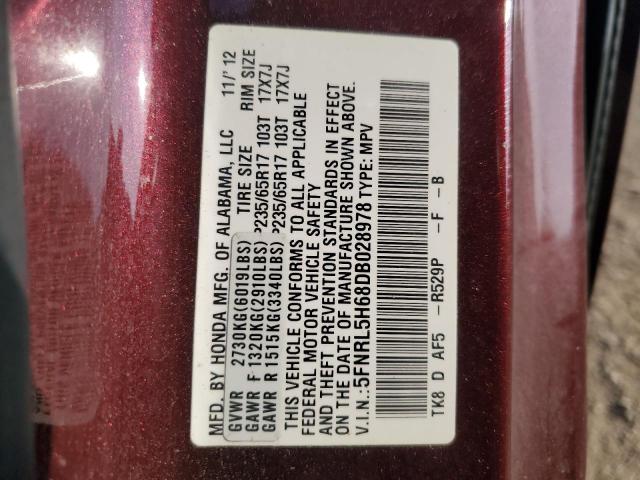 MFD. BY HONDA MFG. OF ALABAMA, LLC 11/'12
GVWR 2730KG(6019LBS) TIRE SIZE RIM SIZE
GAWR F 1320KG(2910LBS) P235/65R17 103T 17X7J
GAWR R 1515KG(3340LBS) P235/65R17 103T 17X7J
THIS VEHICLE CONFORMS TO ALL APPLICABLE
FEDERAL MOTOR VEHICLE SAFETY
AND THEFT PREVENTION STANDARDS IN EFFECT
ON THE DATE OF MANUFACTURE SHOWN ABOVE.
V.I.N.:5FNRL5H68DB028978 TYPE: MPV
TK8 D AF5 -R529P -F -B